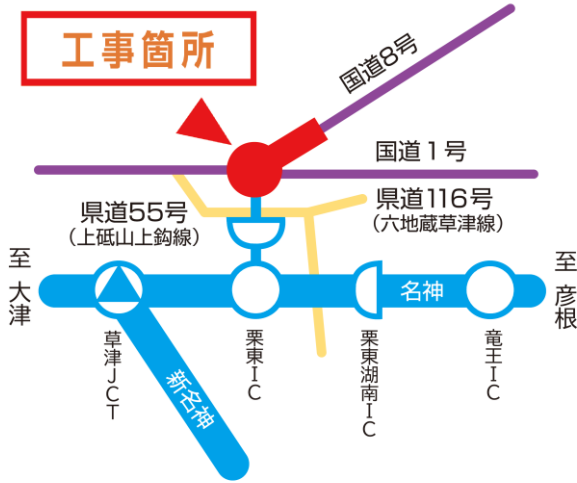 工事箇所
国道8号
国道1号
県道55号
（上砥山上鈎線）
県道116号
（六地蔵草津線）
至 大津
至 彦根
名神
新名神
草津JCT
栗東IC
栗東湖南IC
竜王IC